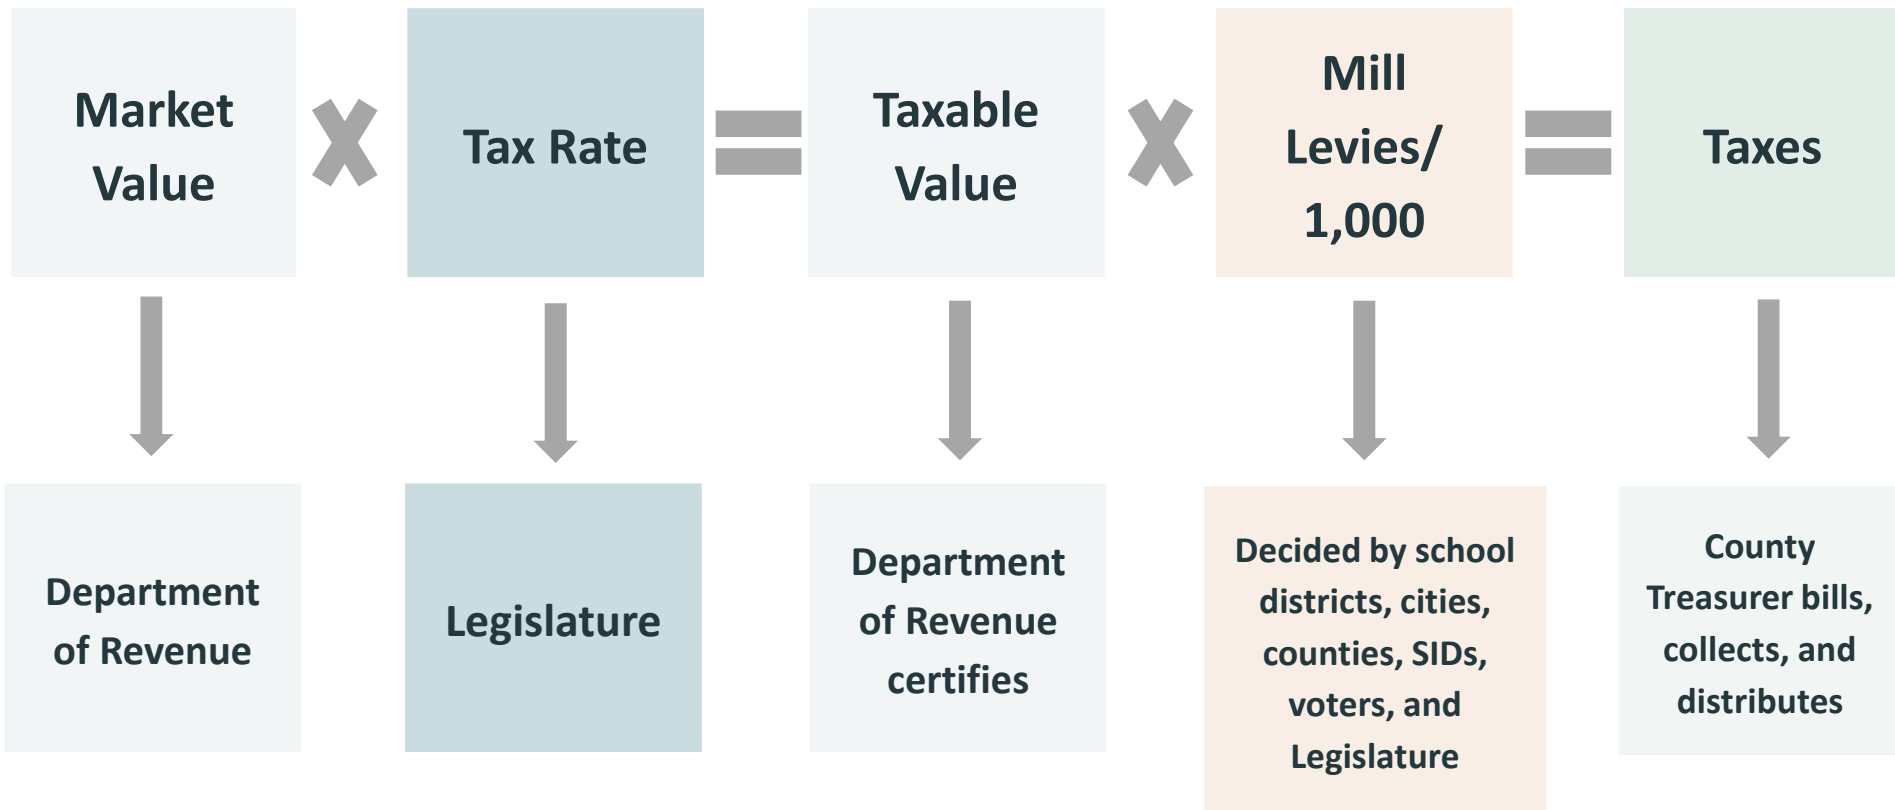 Market
Value
Tax Rate
Taxable
Value
Mill
Levies/
1,000
Taxes
Department
of Revenue
Legislature
Department
of Revenue
certifies
Decided by school
districts, cities,
counties, SIDs,
voters, and
Legislature
County
Treasurer bills,
collects, and
distributes